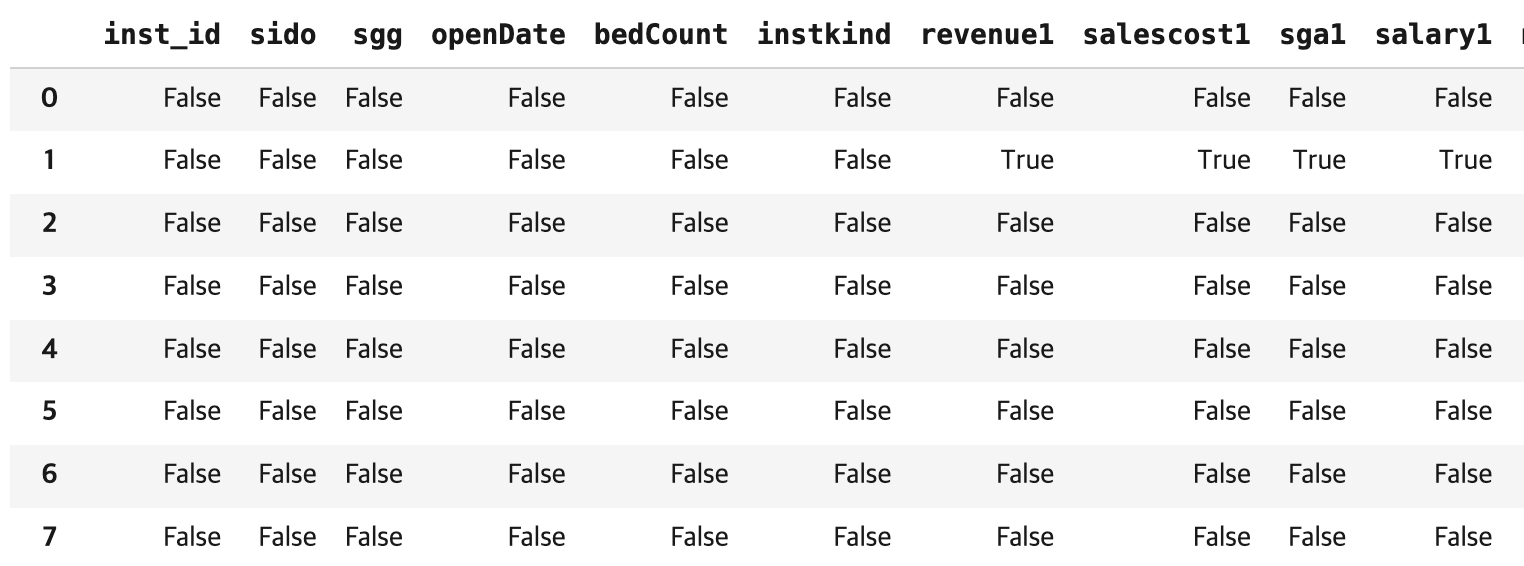 inst_id sido sgg openDate bedCount instkind revenue1 salescost1 sga1 salary1
0 False False False False False False False False False False
1 False False False False False False True True True True
2 False False False False False False False False False False
3 False False False False False False False False False False
4 False False False False False False False False False False
5 False False False False False False False False False False
6 False False False False False False False False False False
7 False False False False False False False False False False